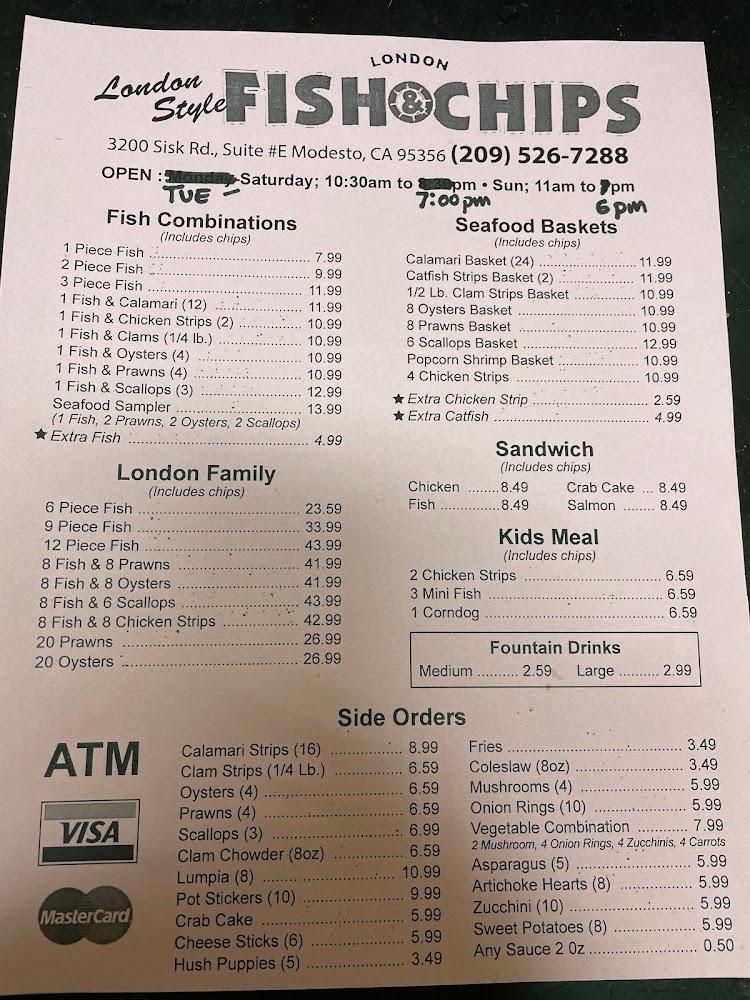 LONDON
London Style FISH & CHIPS
3200 Sisk Rd., Suite #E Modesto, CA 95356 (209) 526-7288
OPEN : Monday-Saturday; 10:30am to 8:30pm • Sun; 11am to 7pm
TUE – 7:00pm 6pm
Fish Combinations
(Includes chips)
1 Piece Fish 7.99
2 Piece Fish 9.99
3 Piece Fish 11.99
1 Fish & Calamari (12) 11.99
1 Fish & Chicken Strips (2) 10.99
1 Fish & Clams (1/4 lb.) 10.99
1 Fish & Oysters (4) 10.99
1 Fish & Prawns (4) 10.99
1 Fish & Scallops (3) 12.99
Seafood Sampler 13.99
(1 Fish, 2 Prawns, 2 Oysters, 2 Scallops)
★ Extra Fish 4.99
London Family
(Includes chips)
6 Piece Fish 23.59
9 Piece Fish 33.99
12 Piece Fish 43.99
8 Fish & 8 Prawns 41.99
8 Fish & 8 Oysters 41.99
8 Fish & 6 Scallops 43.99
8 Fish & 8 Chicken Strips 42.99
20 Prawns 26.99
20 Oysters 26.99
Seafood Baskets
(Includes chips)
Calamari Basket (24) 11.99
Catfish Strips Basket (2) 11.99
1/2 Lb. Clam Strips Basket 10.99
8 Oysters Basket 10.99
8 Prawns Basket 10.99
6 Scallops Basket 12.99
Popcorn Shrimp Basket 10.99
4 Chicken Strips 10.99
★ Extra Chicken Strip 2.59
★ Extra Catfish 4.99
Sandwich
(Includes chips)
Chicken 8.49 Crab Cake 8.49
Fish 8.49 Salmon 8.49
Kids Meal
(Includes chips)
2 Chicken Strips 6.59
3 Mini Fish 6.59
1 Corndog 6.59
Fountain Drinks
Medium 2.59 Large 2.99
Side Orders
Calamari Strips (16) 8.99
Clam Strips (1/4 Lb.) 6.59
Oysters (4) 6.59
Prawns (4) 6.59
Scallops (3) 6.99
Clam Chowder (8oz) 6.59
Lumpia (8) 10.99
Pot Stickers (10) 9.99
Crab Cake 5.99
Cheese Sticks (6) 5.99
Hush Puppies (5) 3.49
Fries 3.49
Coleslaw (8oz) 3.49
Mushrooms (4) 5.99
Onion Rings (10) 5.99
Vegetable Combination 7.99
2 Mushroom, 4 Onion Rings, 4 Zucchinis, 4 Carrots
Asparagus (5) 5.99
Artichoke Hearts (8) 5.99
Zucchini (10) 5.99
Sweet Potatoes (8) 5.99
Any Sauce 2 0z 0.50
ATM
VISA
MasterCard